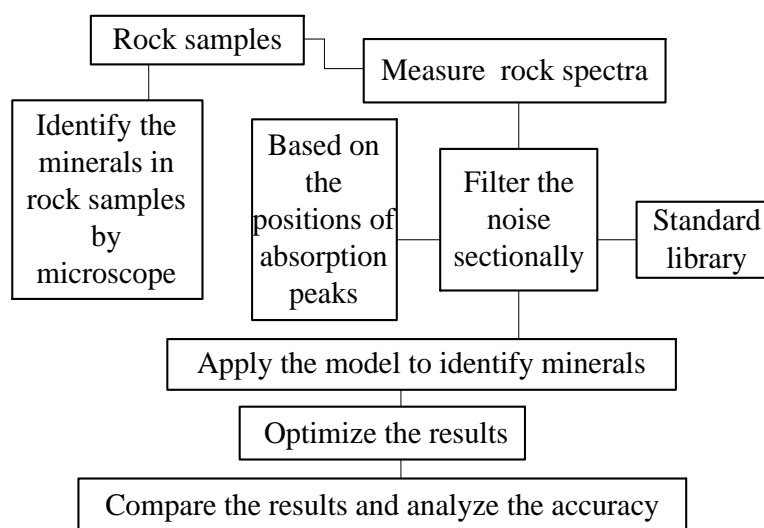 Rock samples
Measure rock spectra
Identify the
minerals in
rock samples
by
microscope
Based on
the
positions of
absorption
peaks
Filter the
noise
sectionally
Standard
library
Apply the model to identify minerals
Optimize the results
Compare the results and analyze the accuracy